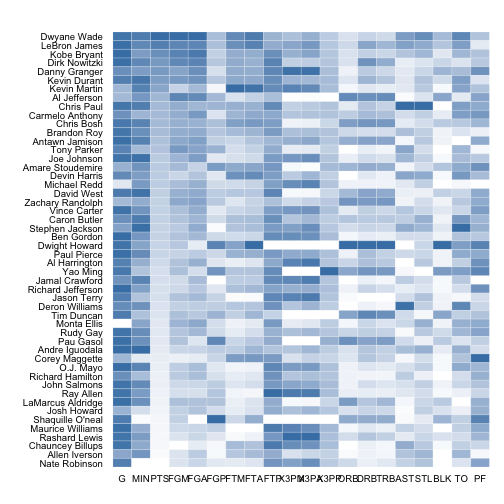 Dwyane Wade
LeBron James
Kobe Bryant
Dirk Nowitzki
Danny Granger
Kevin Durant
Kevin Martin
Al Jefferson
Chris Paul
Carmelo Anthony
Chris Bosh
Brandon Roy
Antawn Jamison
Tony Parker
Joe Johnson
Amare Stoudemire
Devin Harris
Michael Redd
David West
Zachary Randolph
Vince Carter
Caron Butler
Stephen Jackson
Ben Gordon
Dwight Howard
Paul Pierce
Al Harrington
Yao Ming
Jamal Crawford
Richard Jefferson
Jason Terry
Deron Williams
Tim Duncan
Monta Ellis
Rudy Gay
Pau Gasol
Andre Iguodala
Corey Maggette
O.J. Mayo
Richard Hamilton
John Salmons
Ray Allen
LaMarcus Aldridge
Josh Howard
Shaquille O'neal
Maurice Williams
Rashard Lewis
Chauncey Billups
Allen Iverson
Nate Robinson
G MIN PTS FGM FGA FGP FTM FTA FTP X3PM X3PA X3PP ORB DRB TRB AST STL BLK TO PF